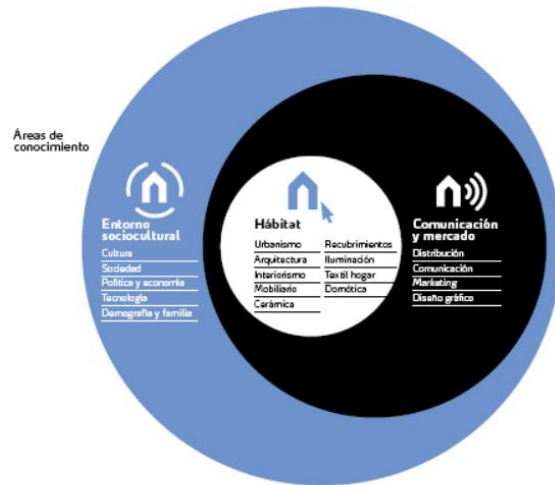 Áreas de
conocimiento
Entorno
sociocultural
Cultura
Sociedad
Política y economía
Tecnología
Demografía y familia
Hábitat
Urbanismo
Arquitectura
Interiorismo
Mobiliario
Cerámica
Recubrimientos
Iluminación
Textil hogar
Domótica
Comunicación
y mercado
Distribución
Comunicación
Marketing
Diseño gráfico